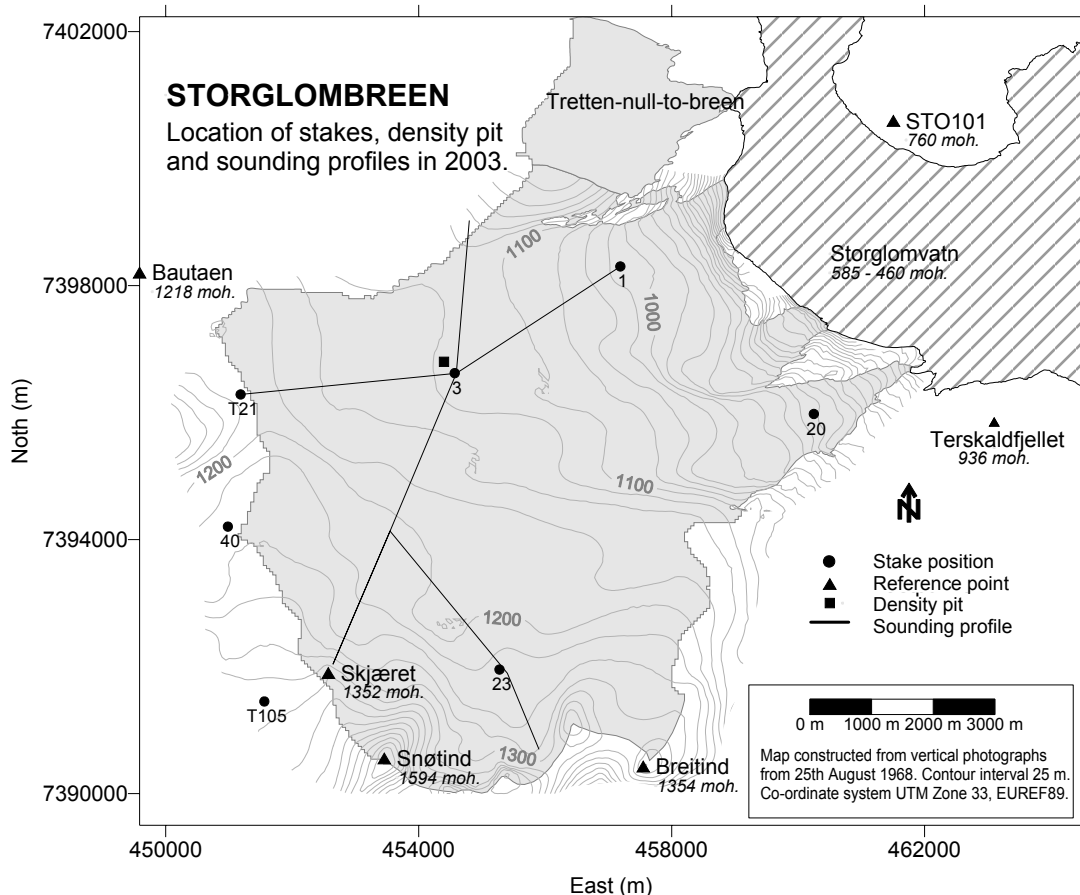 7402000
Tretten-null-to-breen
STORGLOMBREEN
Location of stakes, density pit
and sounding profiles in 2003.
STO101
760 moh.
1100
Storglomvatn
585 - 460 moh.
Bautaen
1218 moh.
7398000
1
1000
3
T21
20
Terskaldfjellet
936 moh.
Noth (m)
1200
1100
N
7394000
40
Stake position
Reference point
Density pit
Sounding profile
1200
Skjæret
1352 moh.
23
T105
0 m 1000 m 2000 m 3000 m
Snøtind
1594 moh.
1300
Breitind
1354 moh.
Map constructed from vertical photographs
from 25th August 1968. Contour interval 25 m.
Co-ordinate system UTM Zone 33, EUREF89.
7390000
450000 454000 458000 462000
East (m)